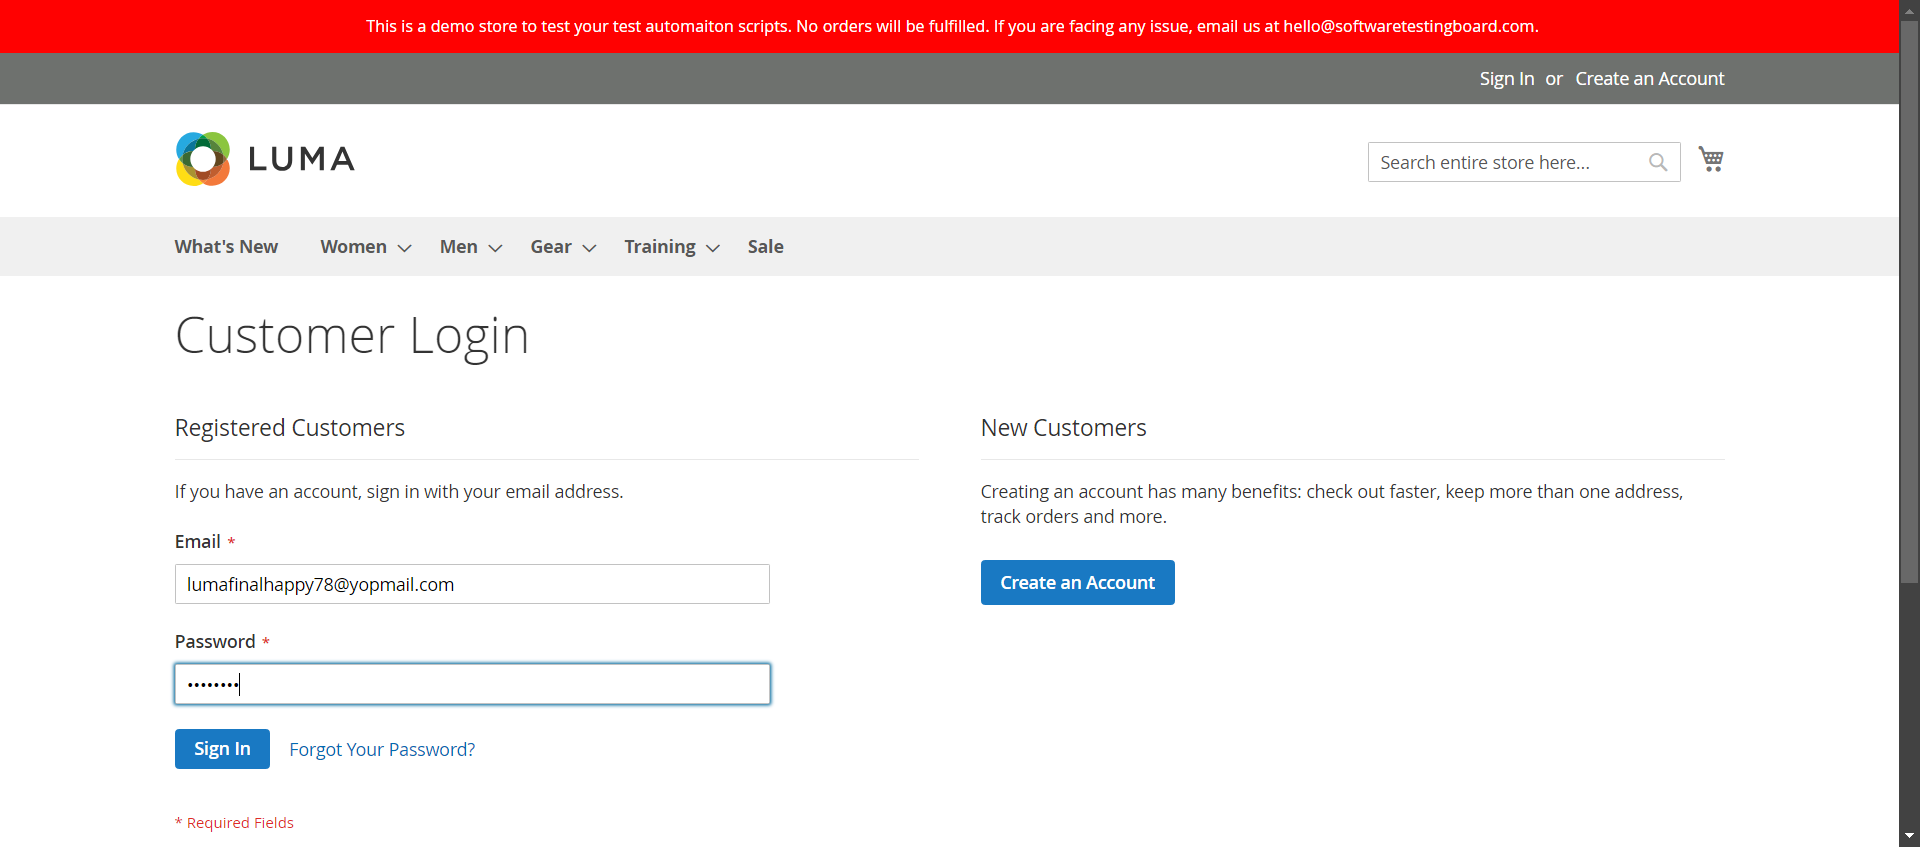 This is a demo store to test your test automaiton scripts. No orders will be fulfilled. If you are facing any issue, email us at hello@softwaretestingboard.com.
Sign In or Create an Account
LUMA
Search entire store here...
What's New Women Men Gear Training Sale
Customer Login
Registered Customers
If you have an account, sign in with your email address.
Email *
lumafinalhappy78@yopmail.com
Password *
••••••••
Sign In Forgot Your Password?
* Required Fields
New Customers
Creating an account has many benefits: check out faster, keep more than one address,
track orders and more.
Create an Account